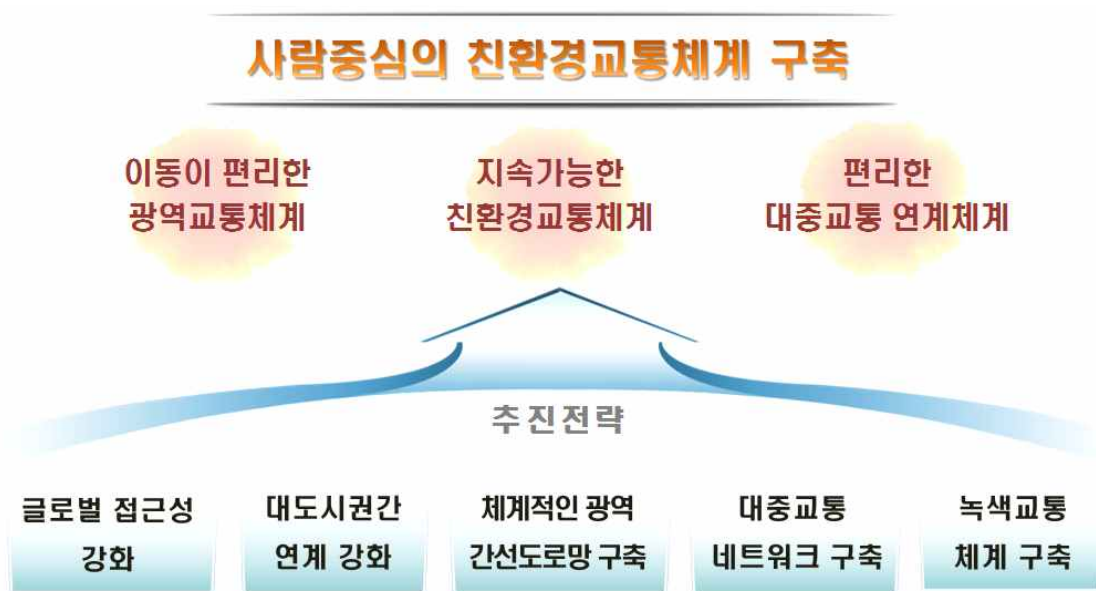 사람중심의 친환경교통체계 구축
이동이 편리한
광역교통체계
지속가능한
친환경교통체계
편리한
대중교통 연계체계
추진전략
글로벌 접근성
강화
대도시권간
연계 강화
체계적인 광역
간선도로망 구축
대중교통
네트워크 구축
녹색교통
체계 구축